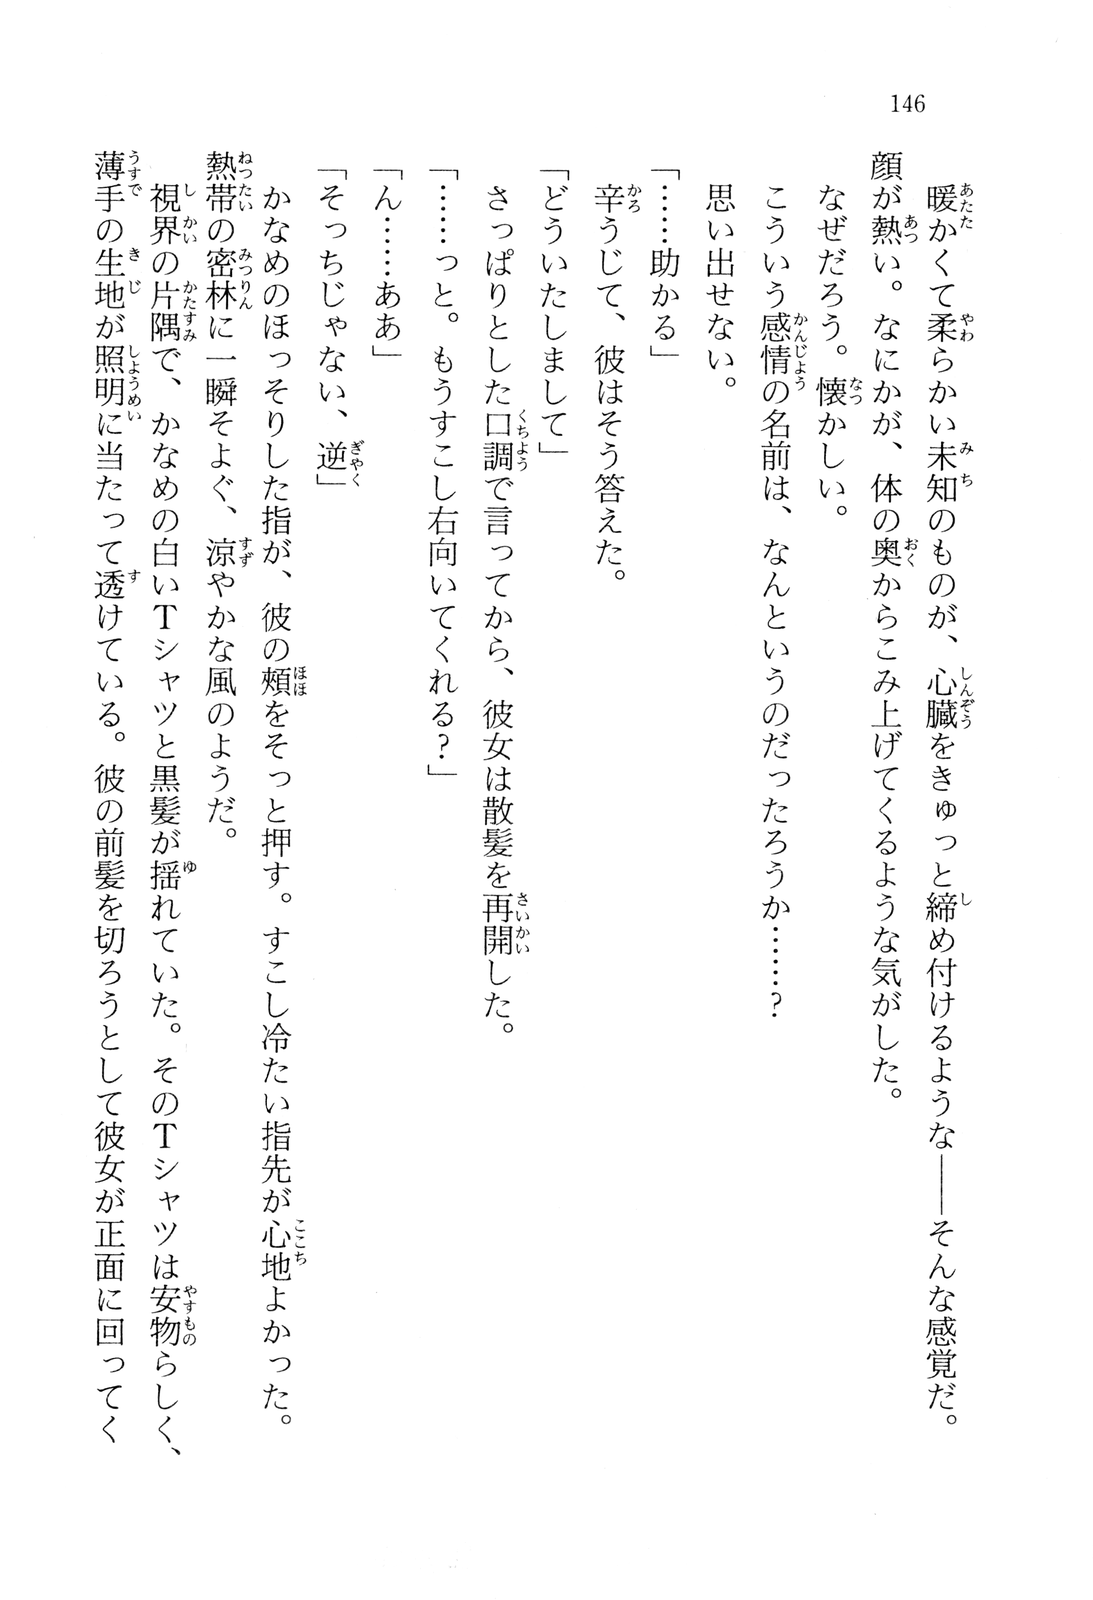 146
暖かくて柔らかい未知のものが、心臓をきゅっと締め付けるような――そんな感覚だ。
顔が熱い。なにかが、体の奥からこみ上げてくるような気がした。
なぜだろう。懐かしい。
こういう感情の名前は、なんというのだったろうか……？
思い出せない。
「……助かる」
辛うじて、彼はそう答えた。
「どういたしまして」
さっぱりとした口調で言ってから、彼女は散髪を再開した。
「……っと。もうすこし右向いてくれる？」
「ん……ああ」
「そっちじゃない、逆」
かなめのほっそりした指が、彼の頬をそっと押す。すこし冷たい指先が心地よかった。
熱帯の密林に一瞬そよぐ、涼やかな風のようだ。
視界の片隅で、かなめの白いTシャツと黒髪が揺れていた。そのTシャツは安物らしく、
薄手の生地が照明に当たって透けている。彼の前髪を切ろうとして彼女が正面に回ってく